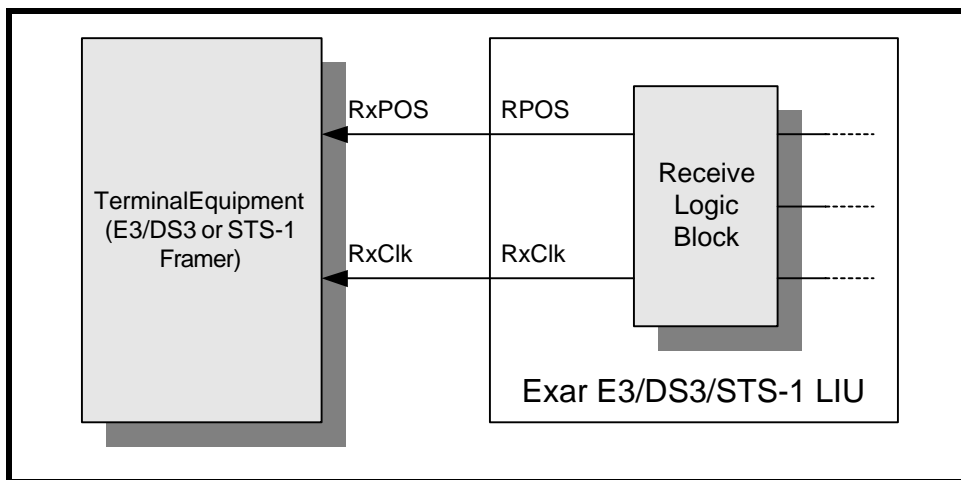 RxPOS
RPOS
TerminalEquipment
(E3/DS3 or STS-1
Framer)
Receive
Logic
Block
RxClk
RxClk
Exar E3/DS3/STS-1 LIU